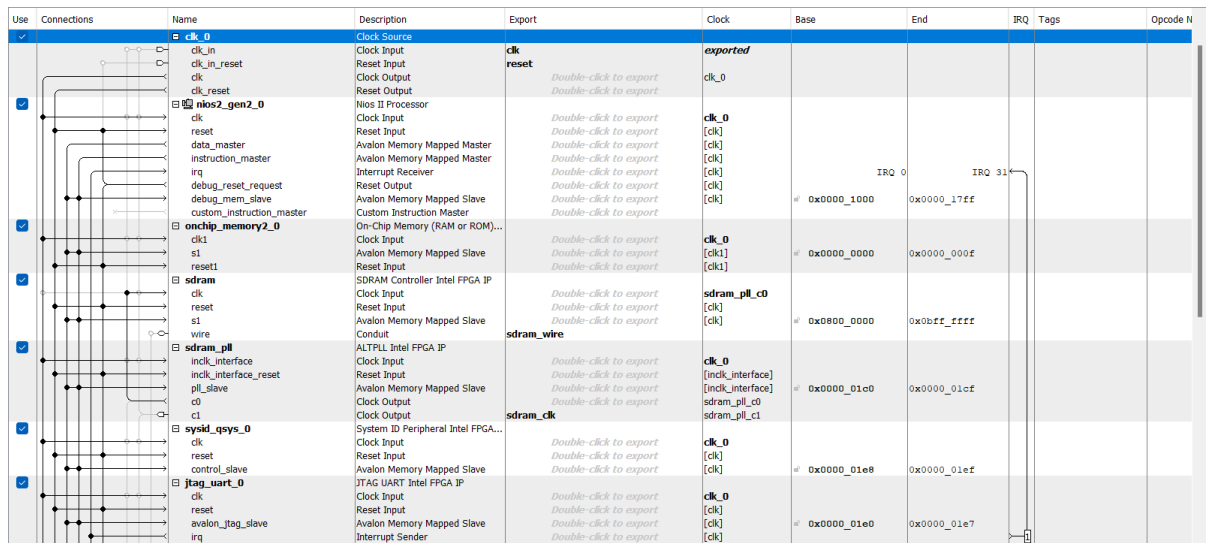 Use Connections Name Description Export Clock Base End IRQ Tags Opcode N
clk_0 Clock Source
clk_in Clock Input clk exported
clk_in_reset Reset Input reset
clk Clock Output Double-click to export clk_0
clk_reset Reset Output Double-click to export
nios2_gen2_0 Nios II Processor
clk Clock Input Double-click to export clk_0
reset Reset Input Double-click to export [clk]
data_master Avalon Memory Mapped Master Double-click to export [clk]
instruction_master Avalon Memory Mapped Master Double-click to export [clk]
irq Interrupt Receiver Double-click to export [clk] IRQ 0 IRQ 31
debug_reset_request Reset Output Double-click to export [clk]
debug_mem_slave Avalon Memory Mapped Slave Double-click to export [clk] 0x0000_1000 0x0000_17ff
custom_instruction_master Custom Instruction Master Double-click to export
onchip_memory2_0 On-Chip Memory (RAM or ROM)...
clk1 Clock Input Double-click to export clk_0
s1 Avalon Memory Mapped Slave Double-click to export [clk1] 0x0000_0000 0x0000_000f
reset1 Reset Input Double-click to export [clk1]
sdram SDRAM Controller Intel FPGA IP
clk Clock Input Double-click to export sdram_pll_c0
reset Reset Input Double-click to export [clk]
s1 Avalon Memory Mapped Slave Double-click to export [clk] 0x0800_0000 0x0bff_ffff
wire Conduit sdram_wire
sdram_pll ALTPLL Intel FPGA IP
inclk_interface Clock Input Double-click to export clk_0
inclk_interface_reset Reset Input Double-click to export [inclk_interface]
pll_slave Avalon Memory Mapped Slave Double-click to export [inclk_interface] 0x0000_01c0 0x0000_01cf
c0 Clock Output Double-click to export sdram_pll_c0
c1 Clock Output sdram_clk sdram_pll_c1
sysid_qsys_0 System ID Peripheral Intel FPGA...
clk Clock Input Double-click to export clk_0
reset Reset Input Double-click to export [clk]
control_slave Avalon Memory Mapped Slave Double-click to export [clk] 0x0000_01e8 0x0000_01ef
jtag_uart_0 JTAG UART Intel FPGA IP
clk Clock Input Double-click to export clk_0
reset Reset Input Double-click to export [clk]
avalon_jtag_slave Avalon Memory Mapped Slave Double-click to export [clk] 0x0000_01e0 0x0000_01e7
irq Interrupt Sender Double-click to export [clk] 1